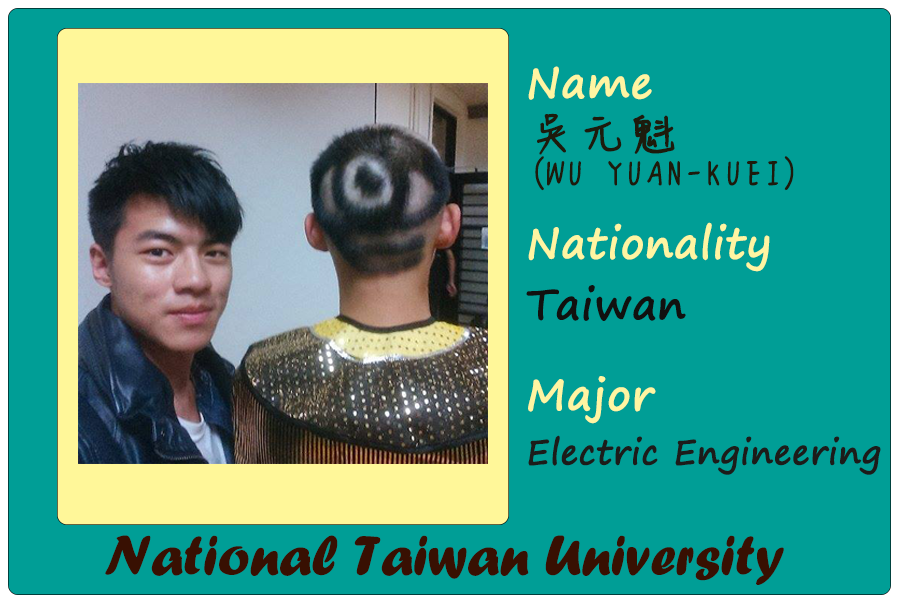 Name
吳元魁
(WU YUAN-KUEI)
Nationality
Taiwan
Major
Electric Engineering
National Taiwan University